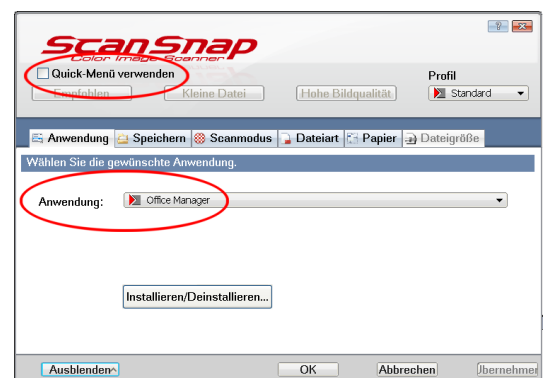 ScanSnap
Color Image Scanner
Quick-Menü verwenden
Profil
Empfohlen Kleine Datei Hohe Bildqualität Standard
Anwendung Speichern Scanmodus Dateiart Papier Dateigröße
Wählen Sie die gewünschte Anwendung.
Anwendung: Office Manager
Installieren/Deinstallieren...
Ausblenden OK Abbrechen Übernehmen